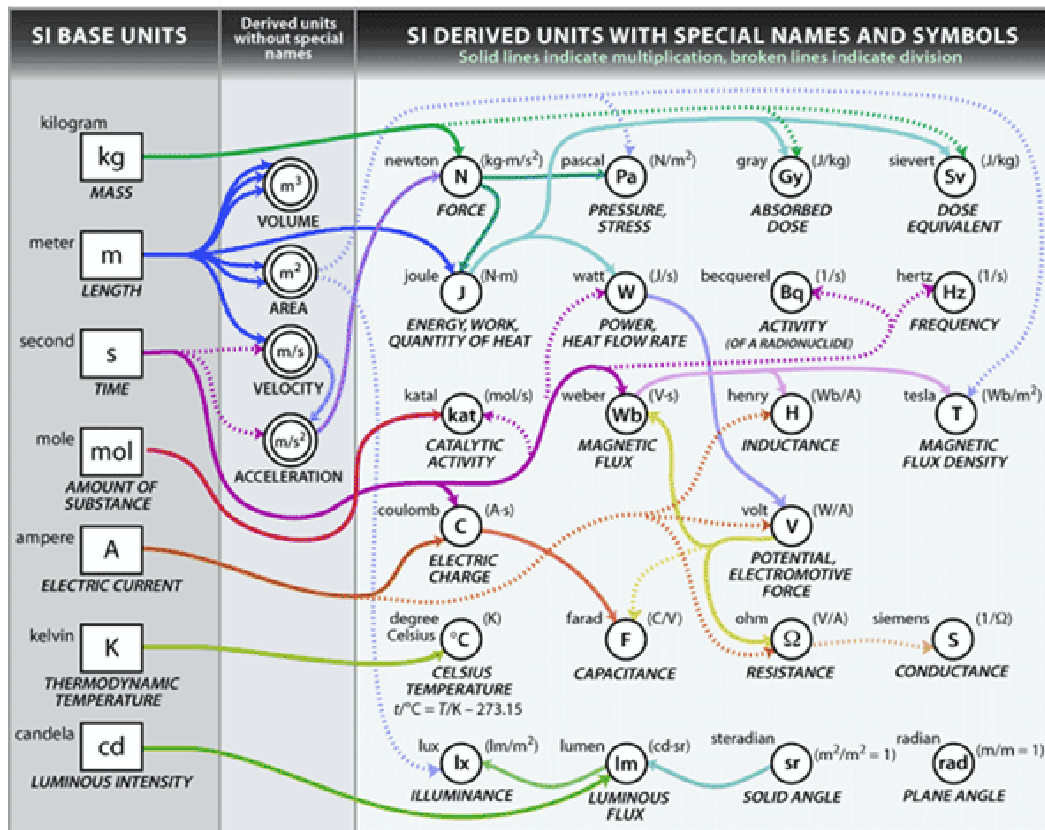 SI BASE UNITS
Derived units
without special
names
SI DERIVED UNITS WITH SPECIAL NAMES AND SYMBOLS
Solid lines indicate multiplication, broken lines indicate division
kilogram
kg
MASS
meter
m
LENGTH
second
s
TIME
mole
mol
AMOUNT OF
SUBSTANCE
ampere
A
ELECTRIC CURRENT
kelvin
K
THERMODYNAMIC
TEMPERATURE
candela
cd
LUMINOUS INTENSITY
m³
VOLUME
m²
AREA
m/s
VELOCITY
m/s²
ACCELERATION
newton (kg·m/s²)
N
FORCE
pascal (N/m²)
Pa
PRESSURE,
STRESS
gray (J/kg)
Gy
ABSORBED
DOSE
sievert (J/kg)
Sv
DOSE
EQUIVALENT
joule (N·m)
J
ENERGY, WORK,
QUANTITY OF HEAT
watt (J/s)
W
POWER,
HEAT FLOW RATE
becquerel (1/s)
Bq
ACTIVITY
(OF A RADIONUCLIDE)
hertz (1/s)
Hz
FREQUENCY
katal (mol/s)
kat
CATALYTIC
ACTIVITY
weber (V·s)
Wb
MAGNETIC
FLUX
henry (Wb/A)
H
INDUCTANCE
tesla (Wb/m²)
T
MAGNETIC
FLUX DENSITY
coulomb (A·s)
C
ELECTRIC
CHARGE
volt (W/A)
V
POTENTIAL,
ELECTROMOTIVE
FORCE
degree
Celsius (K)
°C
CELSIUS
TEMPERATURE
t/°C = T/K – 273.15
farad (C/V)
F
CAPACITANCE
ohm (V/A)
Ω
RESISTANCE
siemens (1/Ω)
S
CONDUCTANCE
lux (lm/m²)
lx
ILLUMINANCE
lumen (cd·sr)
lm
LUMINOUS
FLUX
steradian
sr (m²/m² = 1)
SOLID ANGLE
radian
rad (m/m = 1)
PLANE ANGLE